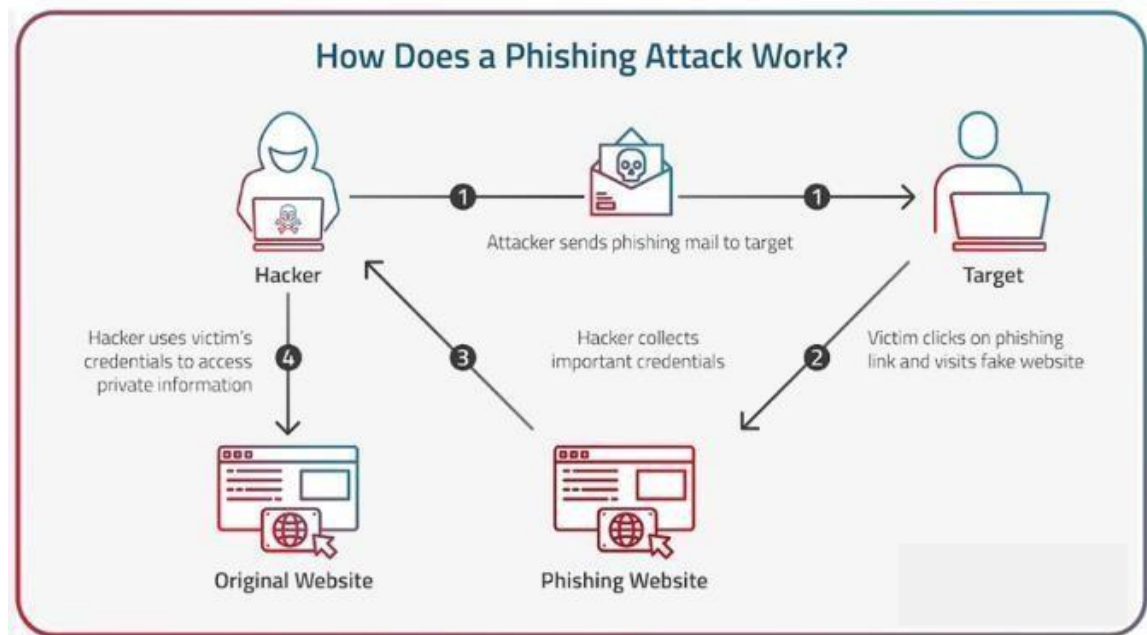 How Does a Phishing Attack Work?
1
1
Attacker sends phishing mail to target
Hacker
Target
Hacker uses victim's
credentials to access
private information
4
3
Hacker collects
important credentials
2
Victim clicks on phishing
link and visits fake website
Original Website
Phishing Website